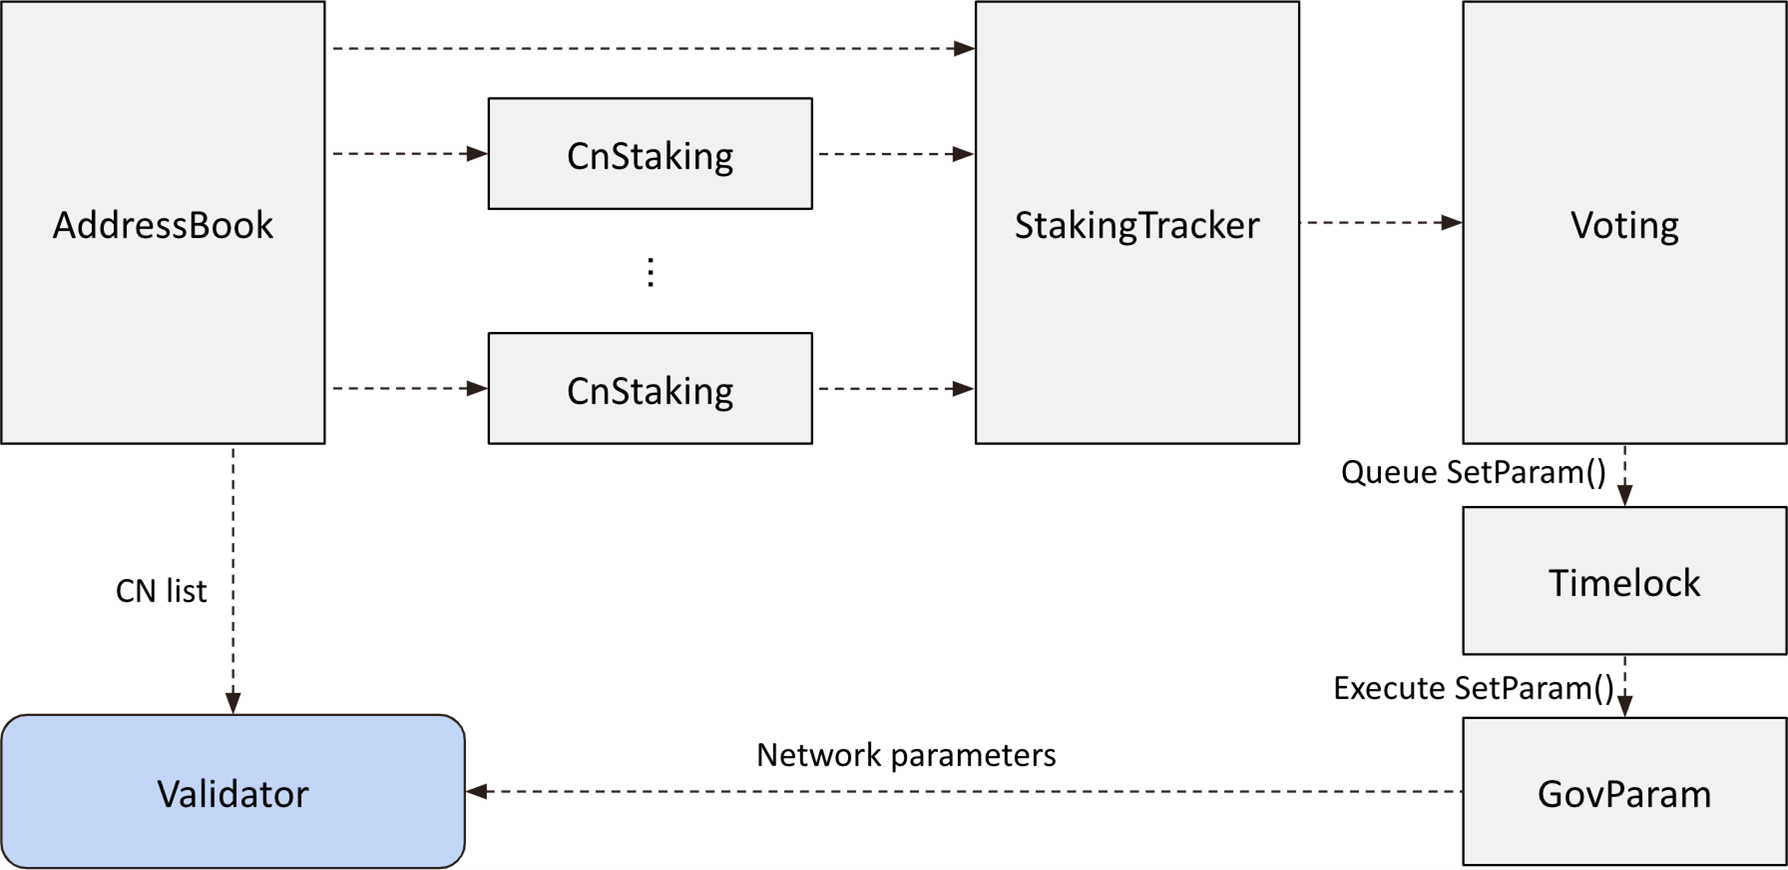 CnStaking
AddressBook
StakingTracker
Voting
⋮
CnStaking
Queue SetParam()
Timelock
CN list
Execute SetParam()
Network parameters
Validator
GovParam